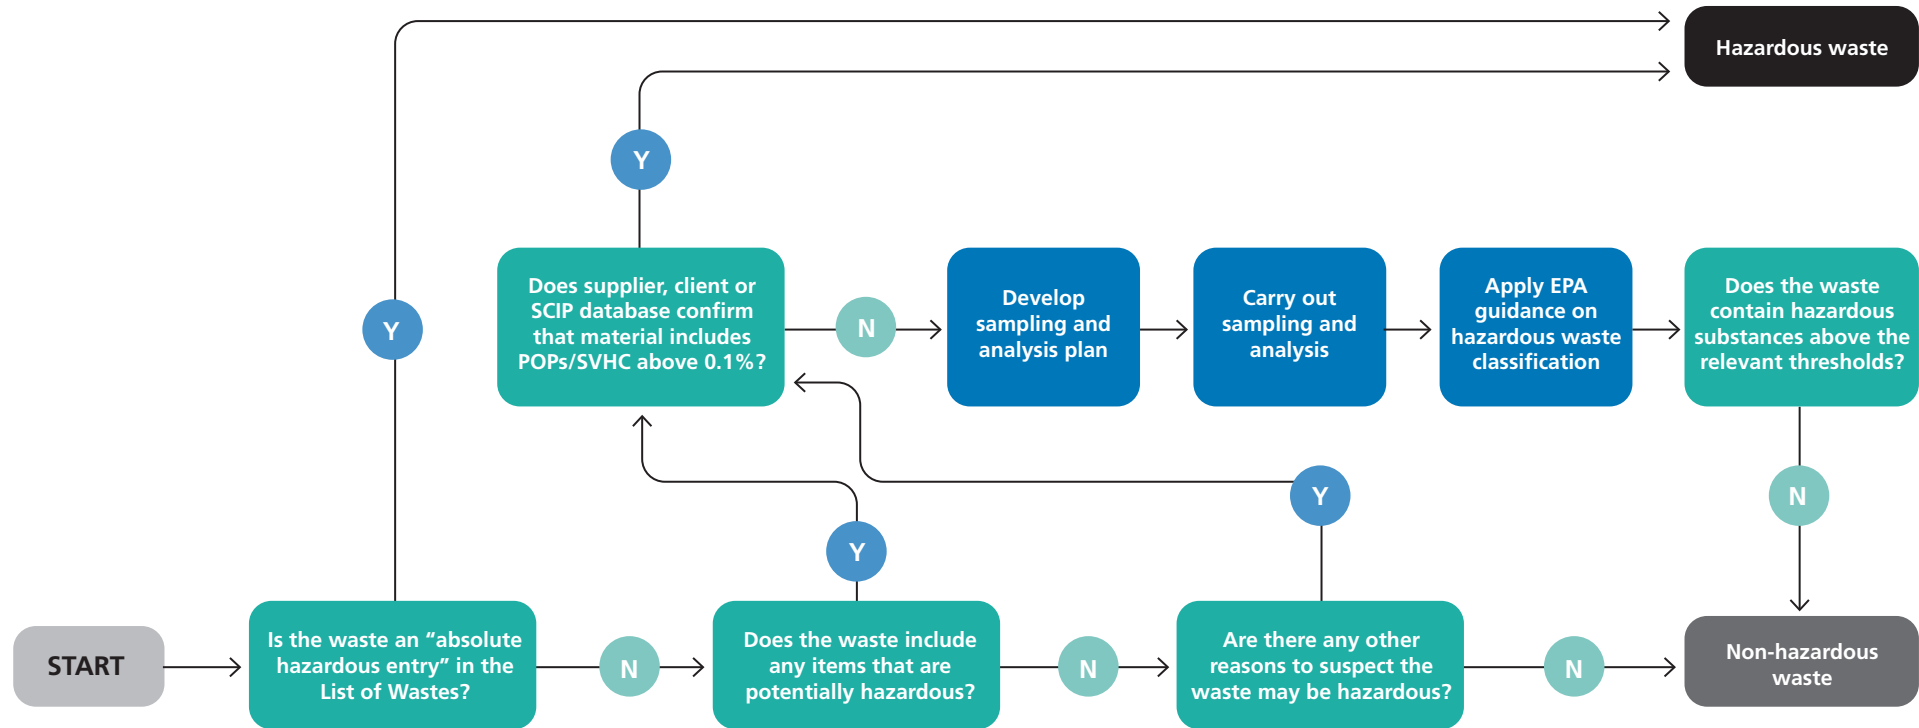 Hazardous waste
Y
Does supplier, client or
SCIP database confirm
that material includes
POPs/SVHC above 0.1%?
N
Develop
sampling and
analysis plan
Carry out
sampling and
analysis
Apply EPA
guidance on
hazardous waste
classification
Does the waste
contain hazardous
substances above the
relevant thresholds?
Y
Y
N
Y
START
Is the waste an “absolute
hazardous entry” in the
List of Wastes?
N
Does the waste include
any items that are
potentially hazardous?
N
Are there any other
reasons to suspect the
waste may be hazardous?
N
Non-hazardous
waste